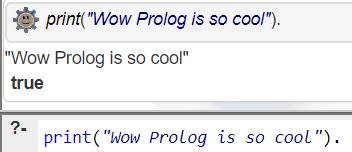 print("Wow Prolog is so cool").
"Wow Prolog is so cool"
true
?- print("Wow Prolog is so cool").